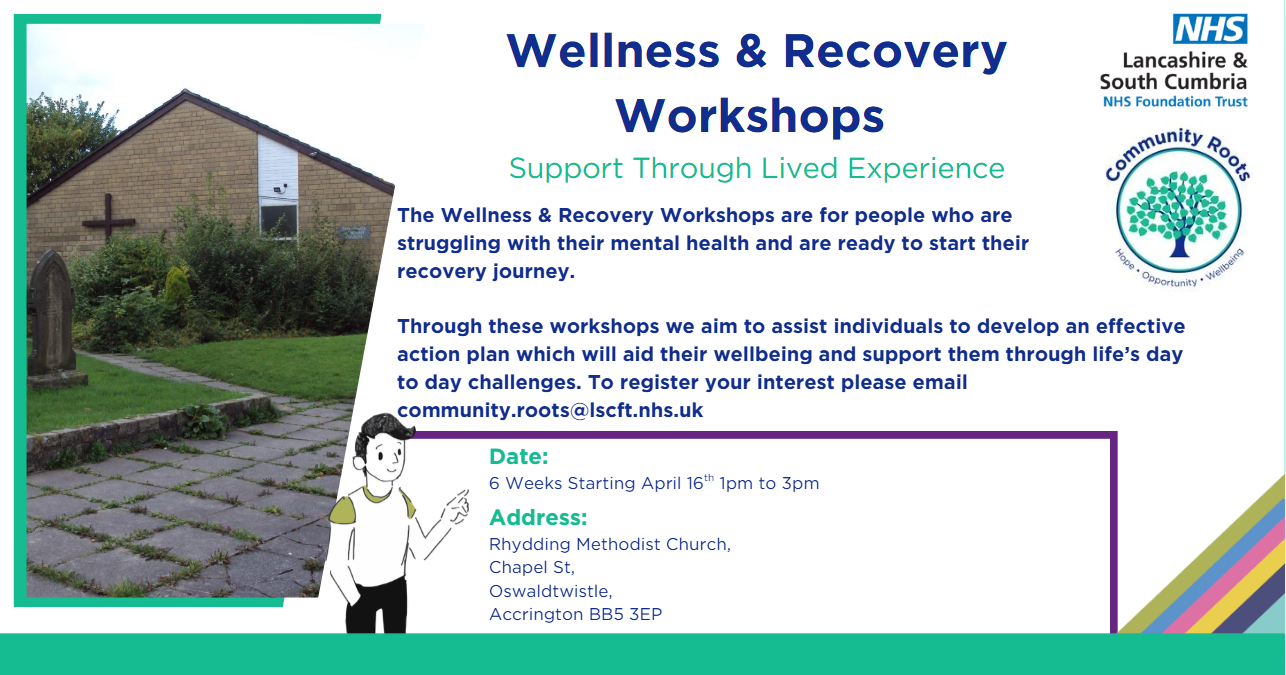 Wellness & Recovery
Workshops
Support Through Lived Experience
NHS
Lancashire &
South Cumbria
NHS Foundation Trust
Community Roots
Hope • Opportunity • Wellbeing
The Wellness & Recovery Workshops are for people who are
struggling with their mental health and are ready to start their
recovery journey.
Through these workshops we aim to assist individuals to develop an effective
action plan which will aid their wellbeing and support them through life’s day
to day challenges. To register your interest please email
community.roots@lscft.nhs.uk
Date:
6 Weeks Starting April 16th 1pm to 3pm
Address:
Rhydding Methodist Church,
Chapel St,
Oswaldtwistle,
Accrington BB5 3EP